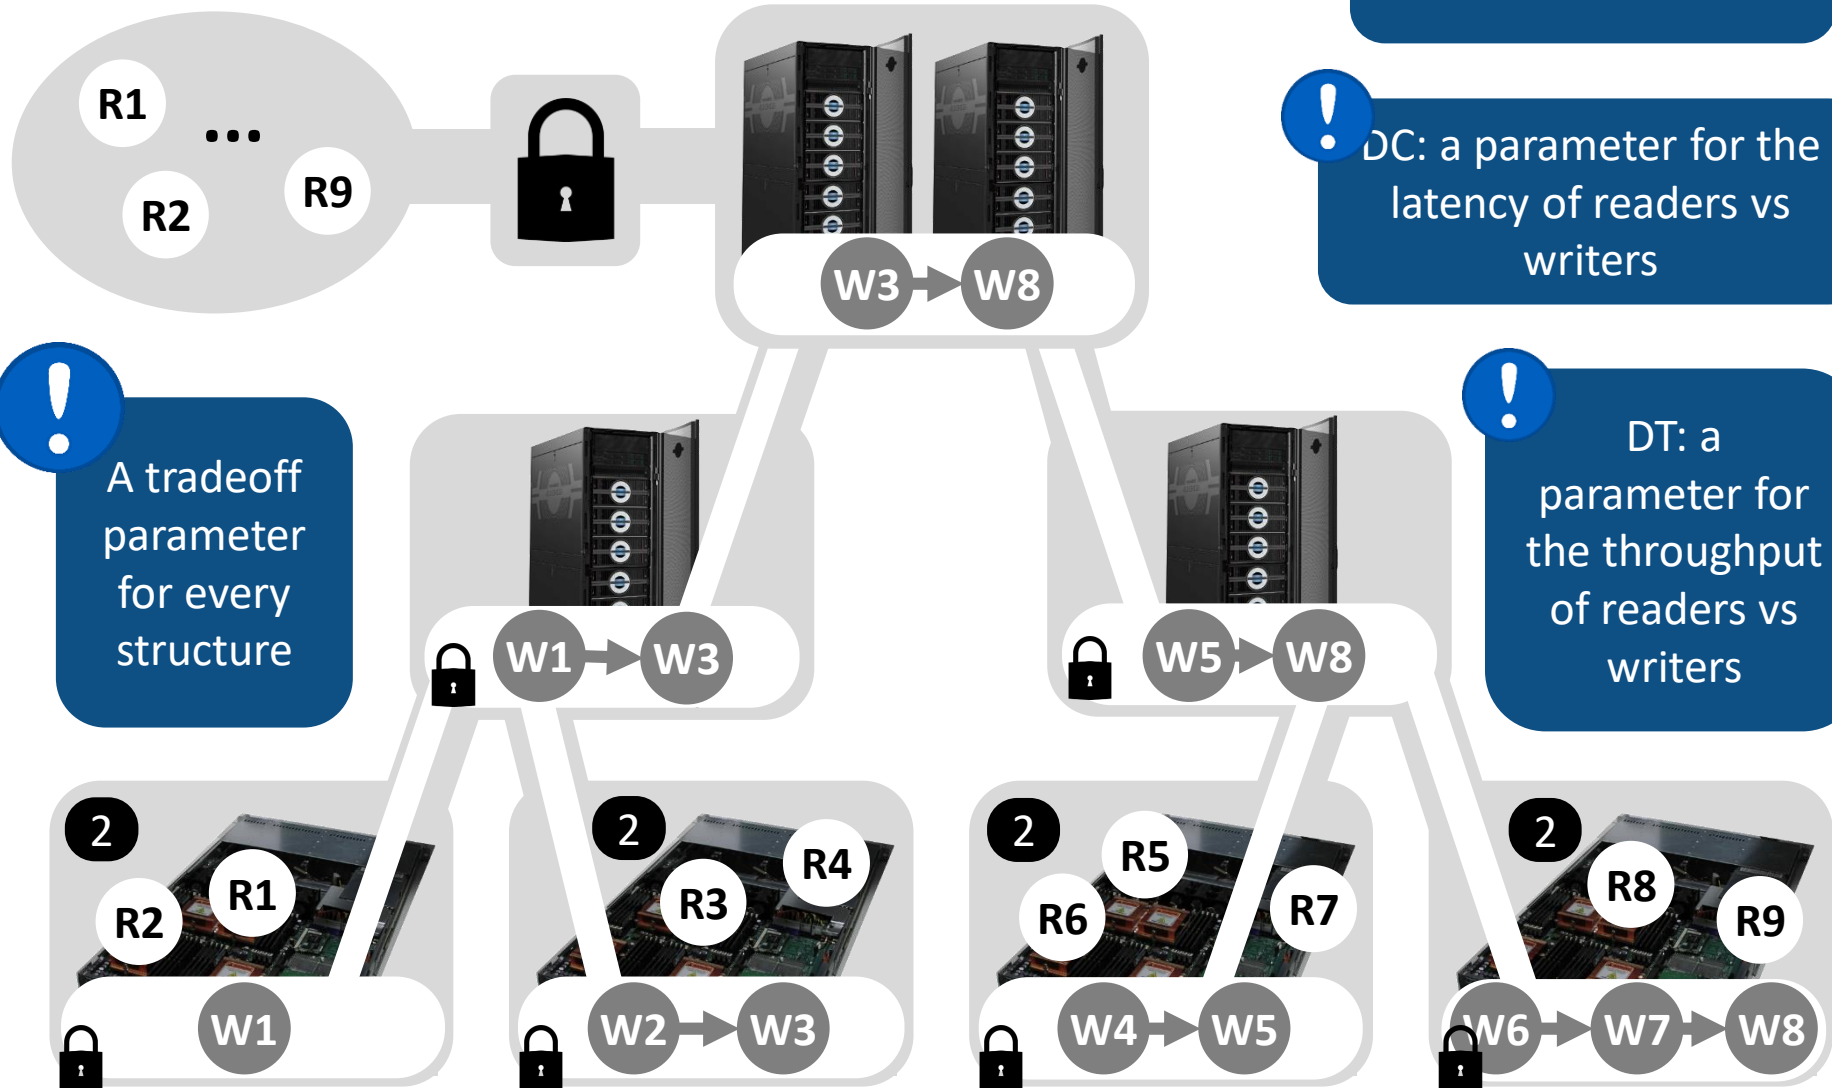 R1
...
R2
R9
W3
W8
DC: a parameter for the
latency of readers vs
writers
A tradeoff
parameter
for every
structure
DT: a
parameter for
the throughput
of readers vs
writers
W1
W3
W5
W8
2
R2
R1
W1
2
R3
R4
W2
W3
2
R5
R6
R7
W4
W5
2
R8
R9
W6
W7
W8